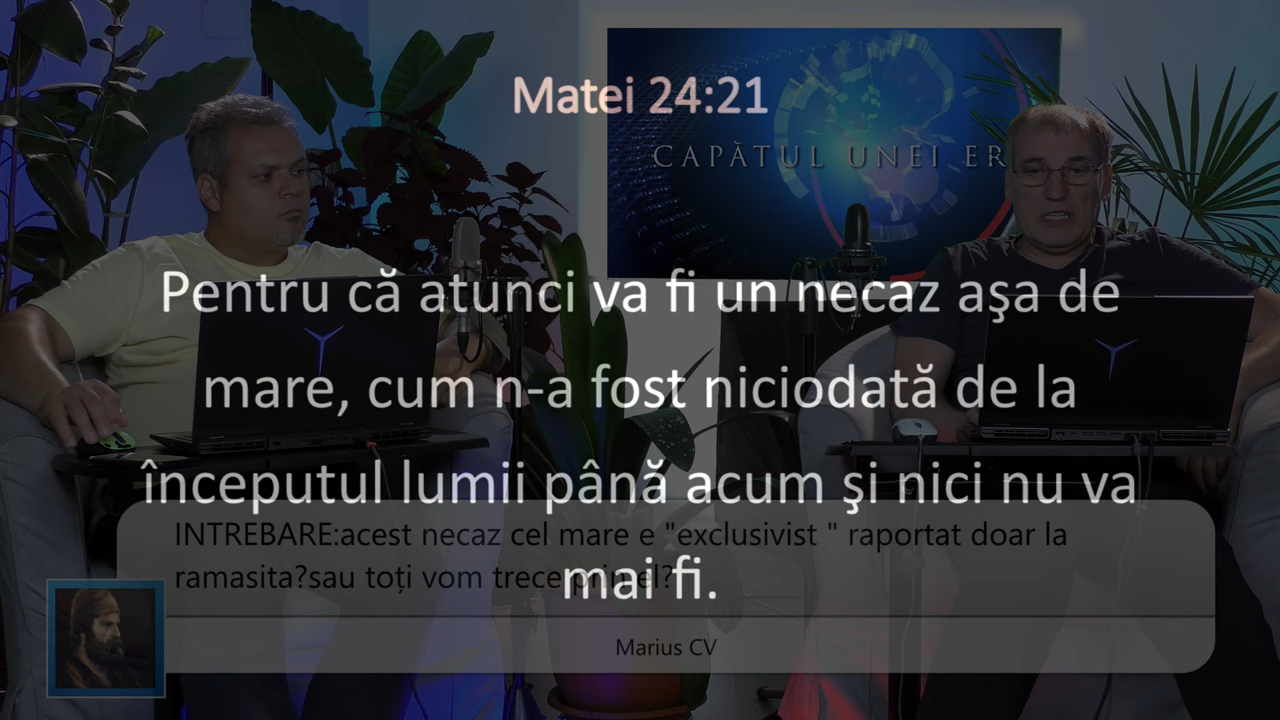 Matei 24:21
CAPĂTUL UNEI ER
Pentru că atunci va fi un necaz aşa de
mare, cum n-a fost niciodată de la
începutul lumii până acum şi nici nu va
mai fi.
INTREBARE:acest necaz cel mare e "exclusivist " raportat doar la
ramasita?sau toți vom trece prin el?
Marius CV